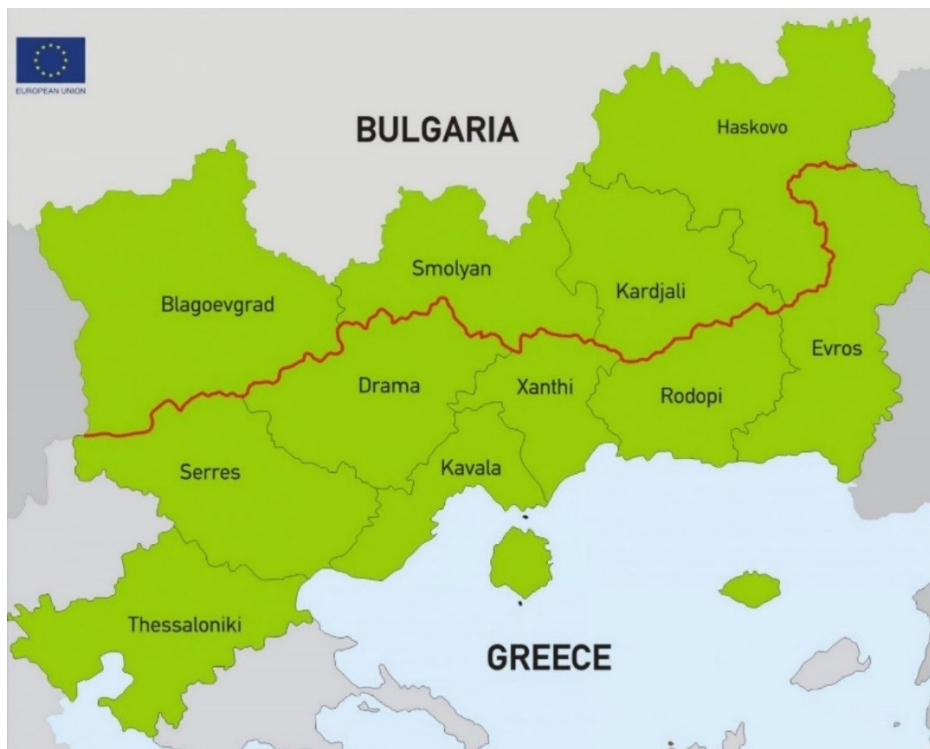 EUROPEAN UNION
BULGARIA
Haskovo
Smolyan
Blagoevgrad
Kardjali
Evros
Drama
Xanthi
Rodopi
Serres
Kavala
Thessaloniki
GREECE